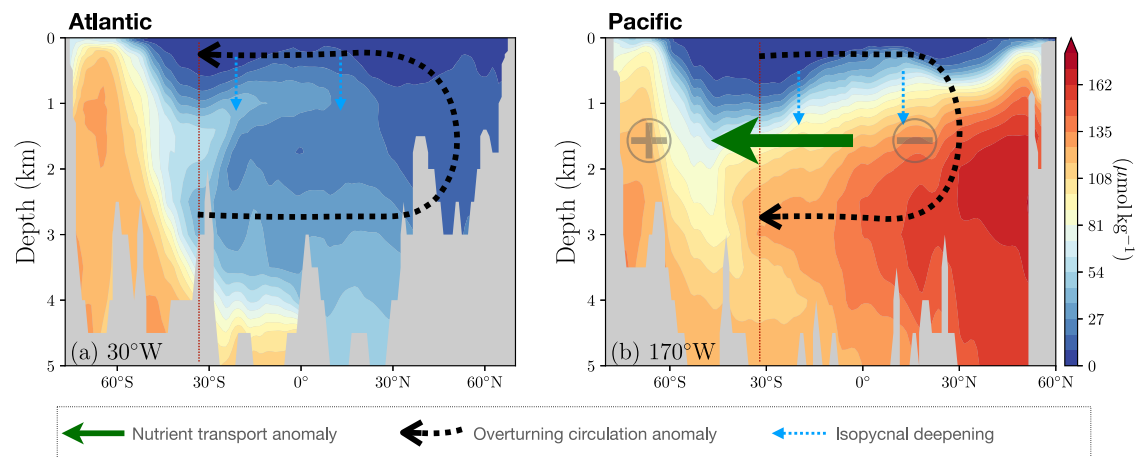 Atlantic
Pacific
0
1
2
3
4
5
Depth (km)
(a) 30°W
60°S
30°S
0°
30°N
60°N
0
1
2
3
4
5
Depth (km)
+
−
(b) 170°W
60°S
30°S
0°
30°N
60°N
162
135
108
81
54
27
0
(μmol kg⁻¹)
Nutrient transport anomaly
Overturning circulation anomaly
Isopycnal deepening